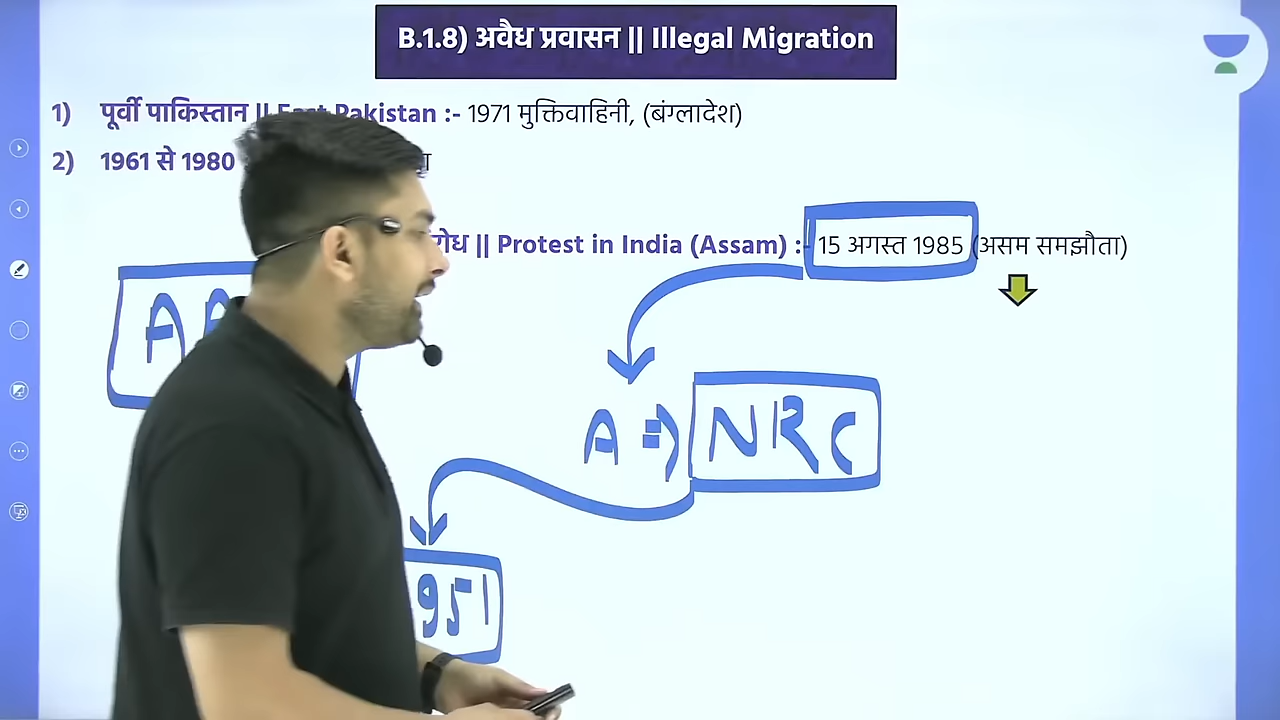 B.1.8) अवैध प्रवासन || Illegal Migration
1) पूर्वी पाकिस्तान || East Pakistan :- 1971 मुक्तिवाहिनी, (बंग्लादेश)
2) 1961 से 1980
|| Protest in India (Assam) :- 15 अगस्त 1985 (असम समझौता)
A => NRC
951